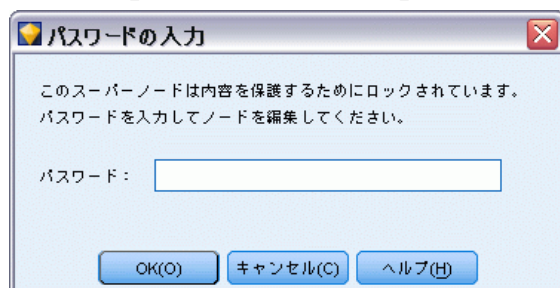 パスワードの入力
このスーパーノードは内容を保護するためにロックされています。
パスワードを入力してノードを編集してください。
パスワード：
OK(O) キャンセル(C) ヘルプ(H)